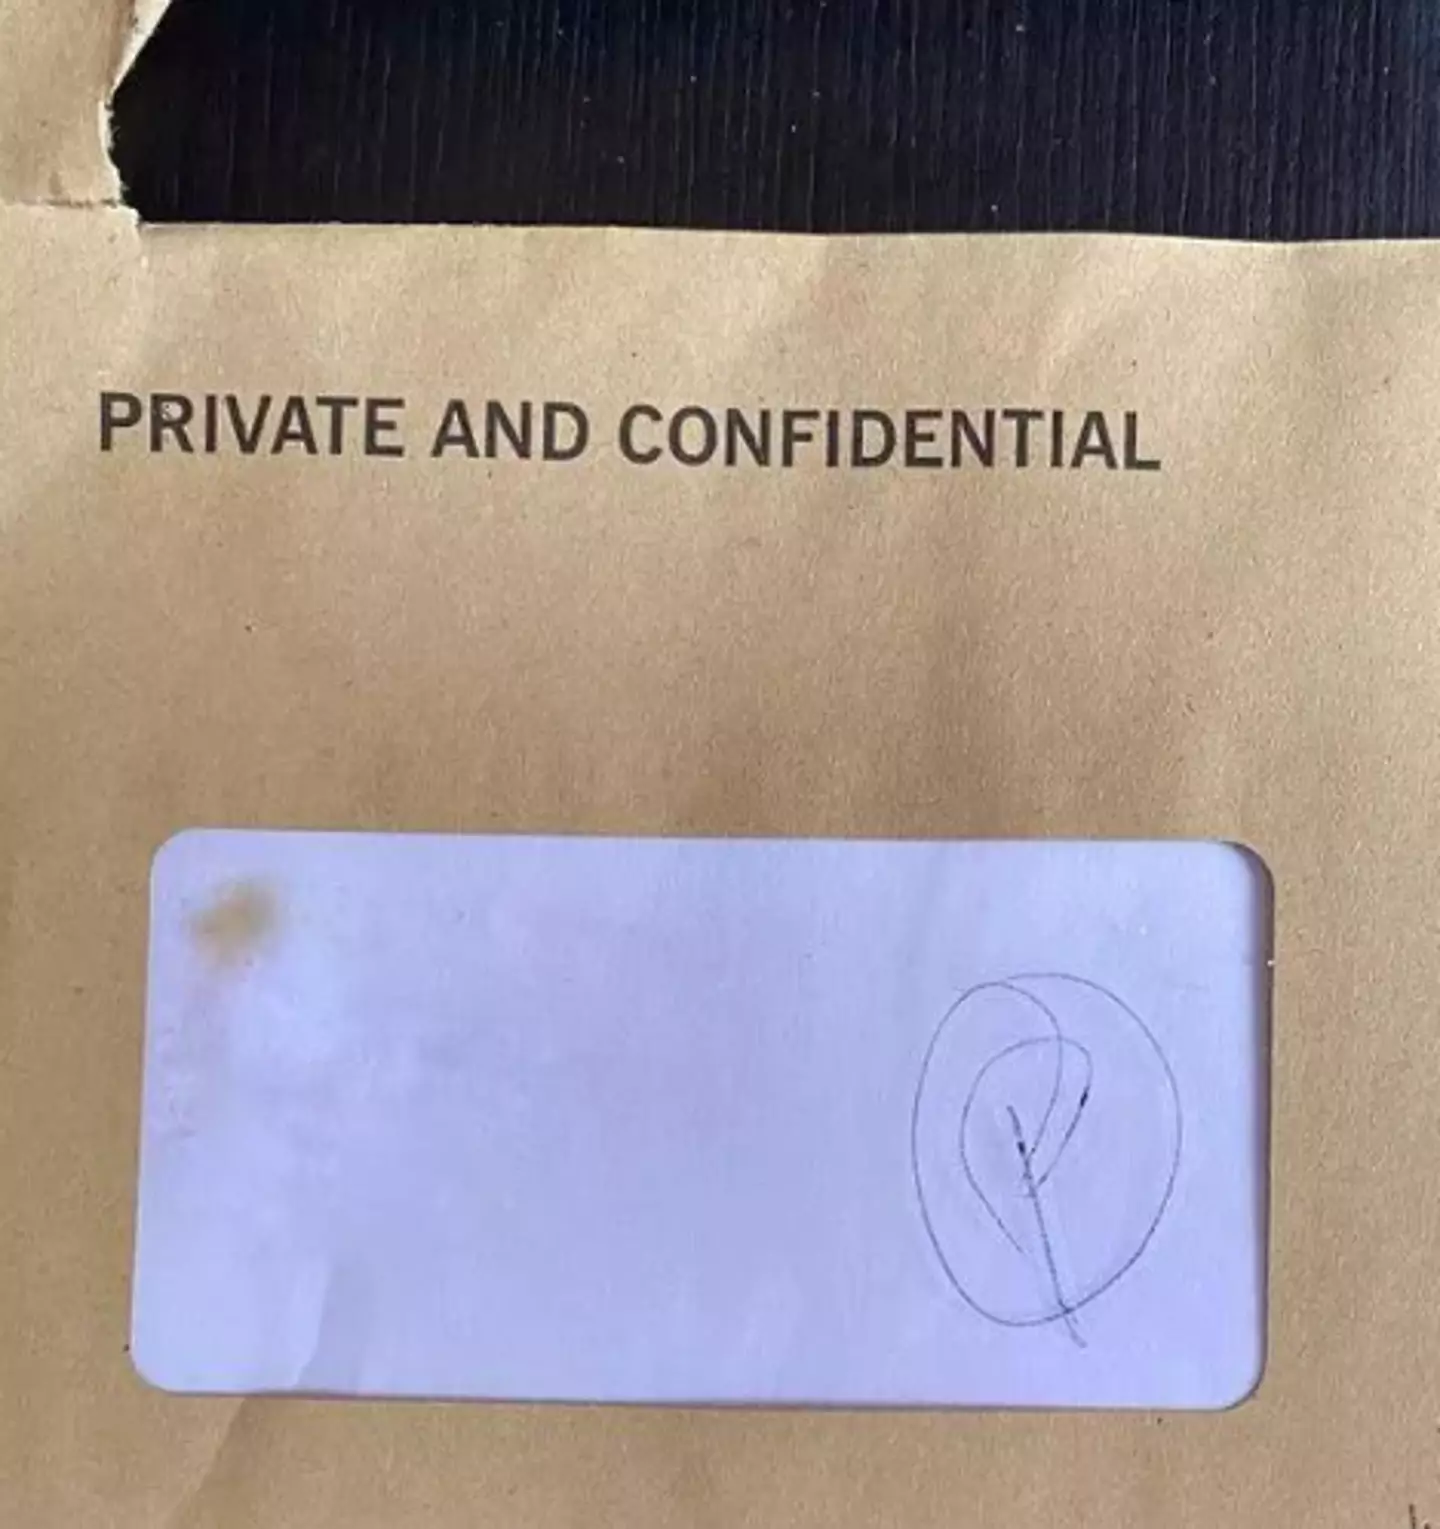 PRIVATE AND CONFIDENTIAL